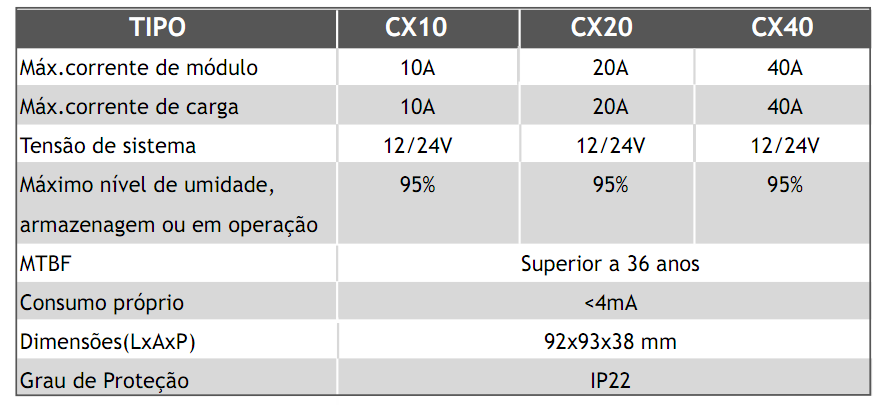 TIPO CX10 CX20 CX40
Máx.corrente de módulo 10A 20A 40A
Máx.corrente de carga 10A 20A 40A
Tensão de sistema 12/24V 12/24V 12/24V
Máximo nível de umidade, 95% 95% 95%
armazenagem ou em operação
MTBF Superior a 36 anos
Consumo próprio <4mA
Dimensões(LxAxP) 92x93x38 mm
Grau de Proteção IP22